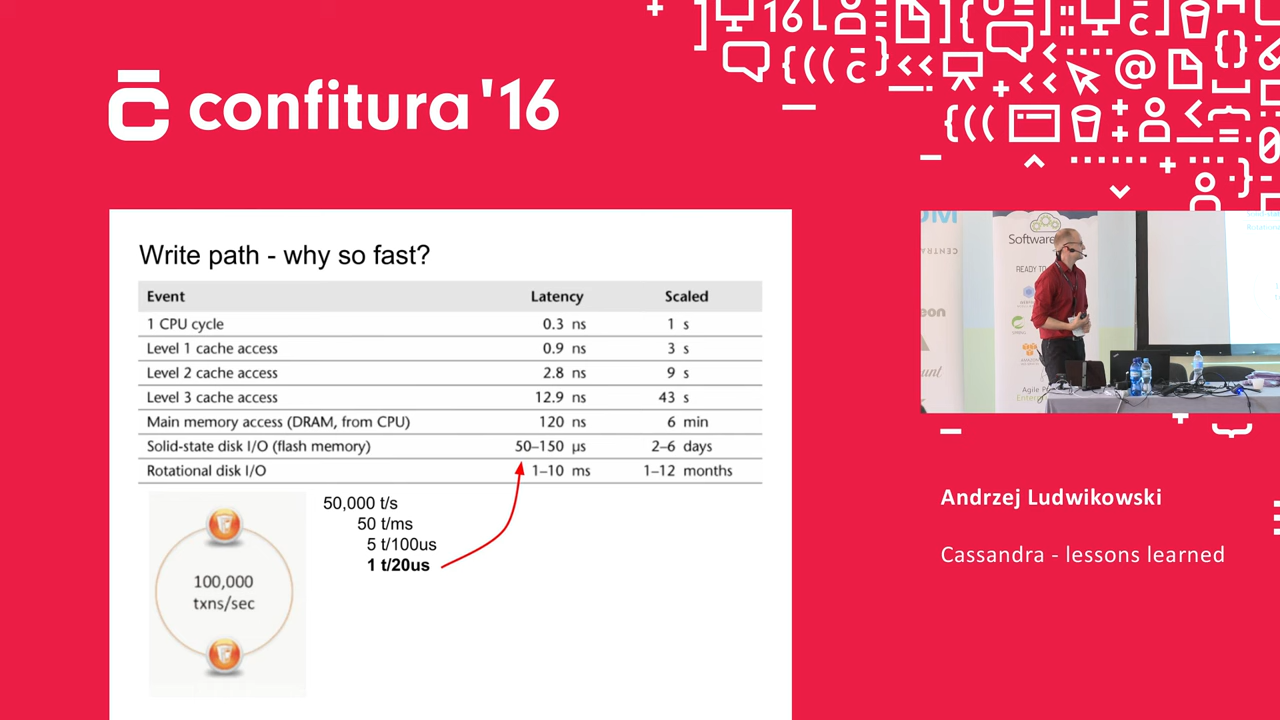 confitura '16
Write path - why so fast?
Event Latency Scaled
1 CPU cycle 0.3 ns 1 s
Level 1 cache access 0.9 ns 3 s
Level 2 cache access 2.8 ns 9 s
Level 3 cache access 12.9 ns 43 s
Main memory access (DRAM, from CPU) 120 ns 6 min
Solid-state disk I/O (flash memory) 50–150 μs 2–6 days
Rotational disk I/O 1–10 ms 1–12 months
50,000 t/s
50 t/ms
5 t/100us
1 t/20us
100,000
txns/sec
Software
READY TO
Andrzej Ludwikowski
Cassandra - lessons learned